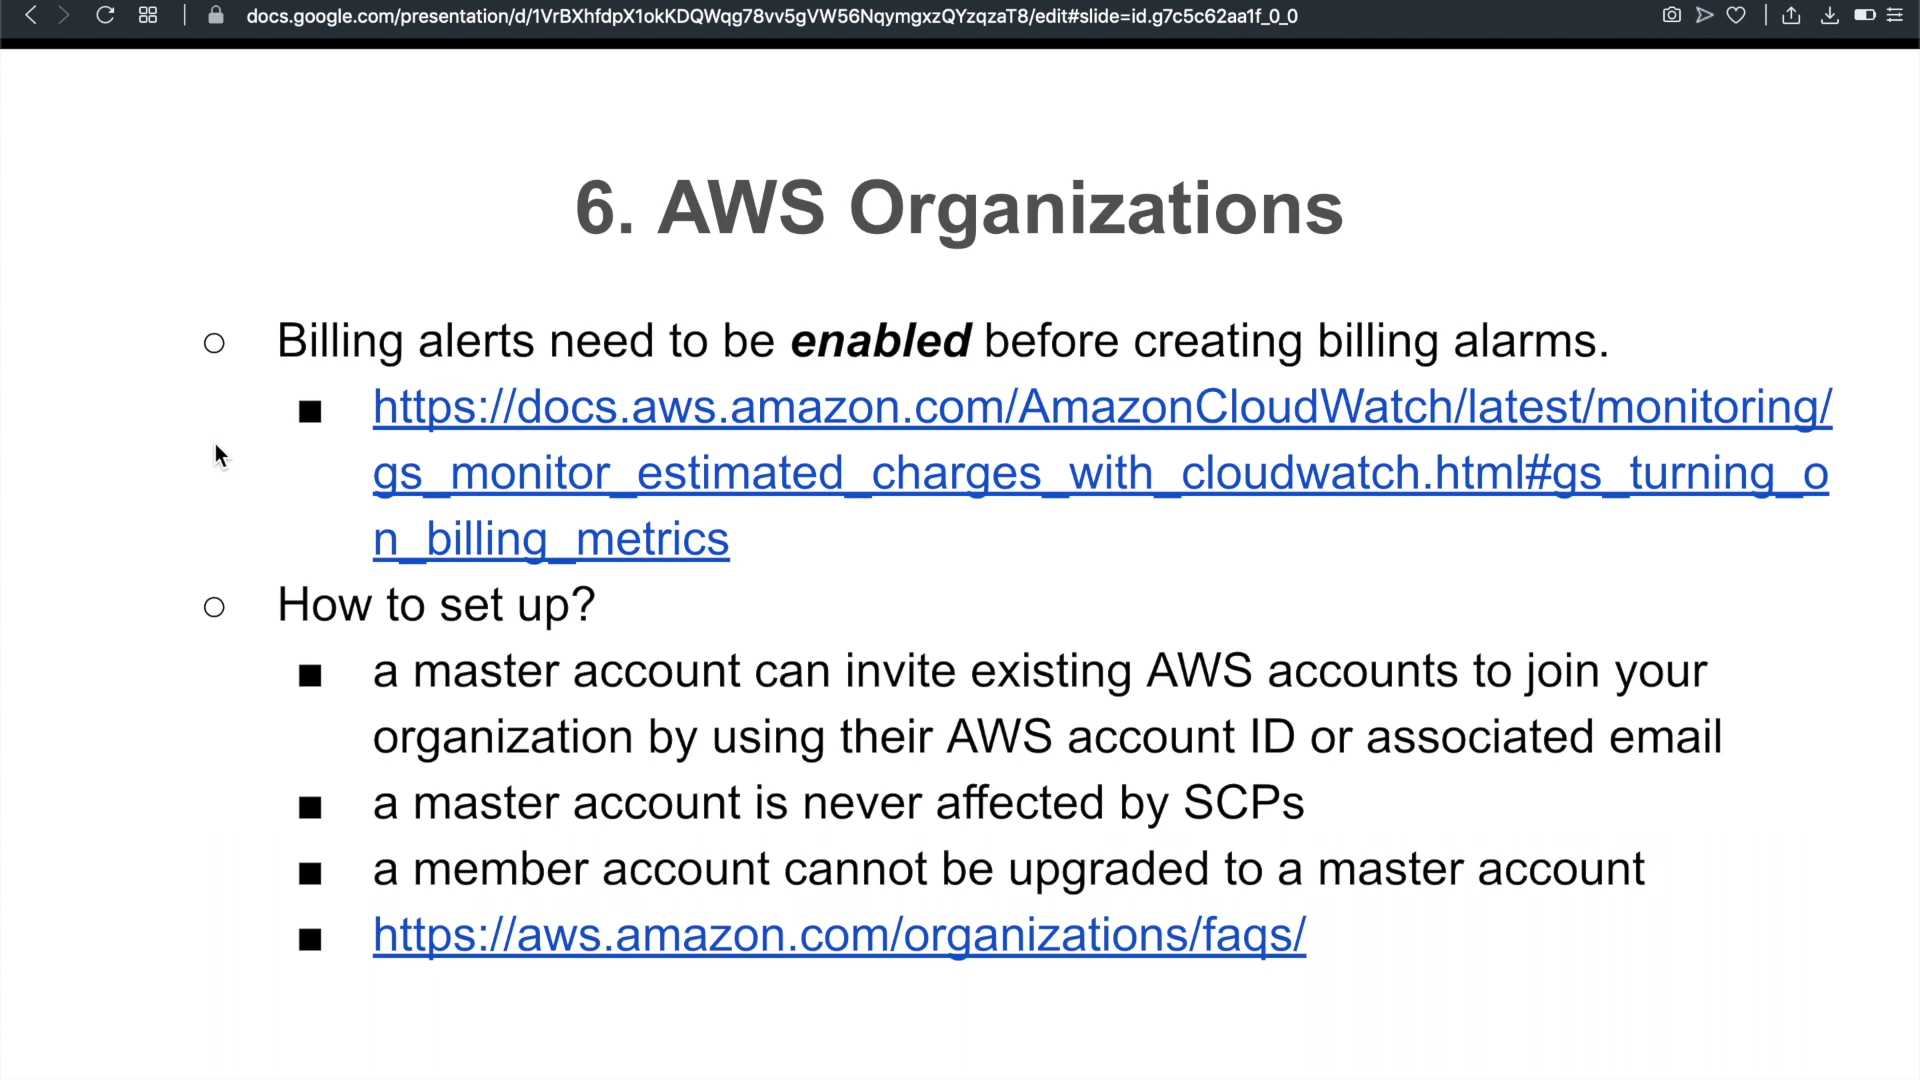 docs.google.com/presentation/d/1VrBXhfdpX1okKDQWqg78vv5gVW56NqymgxzQYzqzaT8/edit#slide=id.g7c5c62aa1f_0_0
6. AWS Organizations
○ Billing alerts need to be enabled before creating billing alarms.
■ https://docs.aws.amazon.com/AmazonCloudWatch/latest/monitoring/
gs_monitor_estimated_charges_with_cloudwatch.html#gs_turning_o
n_billing_metrics
○ How to set up?
■ a master account can invite existing AWS accounts to join your
organization by using their AWS account ID or associated email
■ a master account is never affected by SCPs
■ a member account cannot be upgraded to a master account
■ https://aws.amazon.com/organizations/faqs/